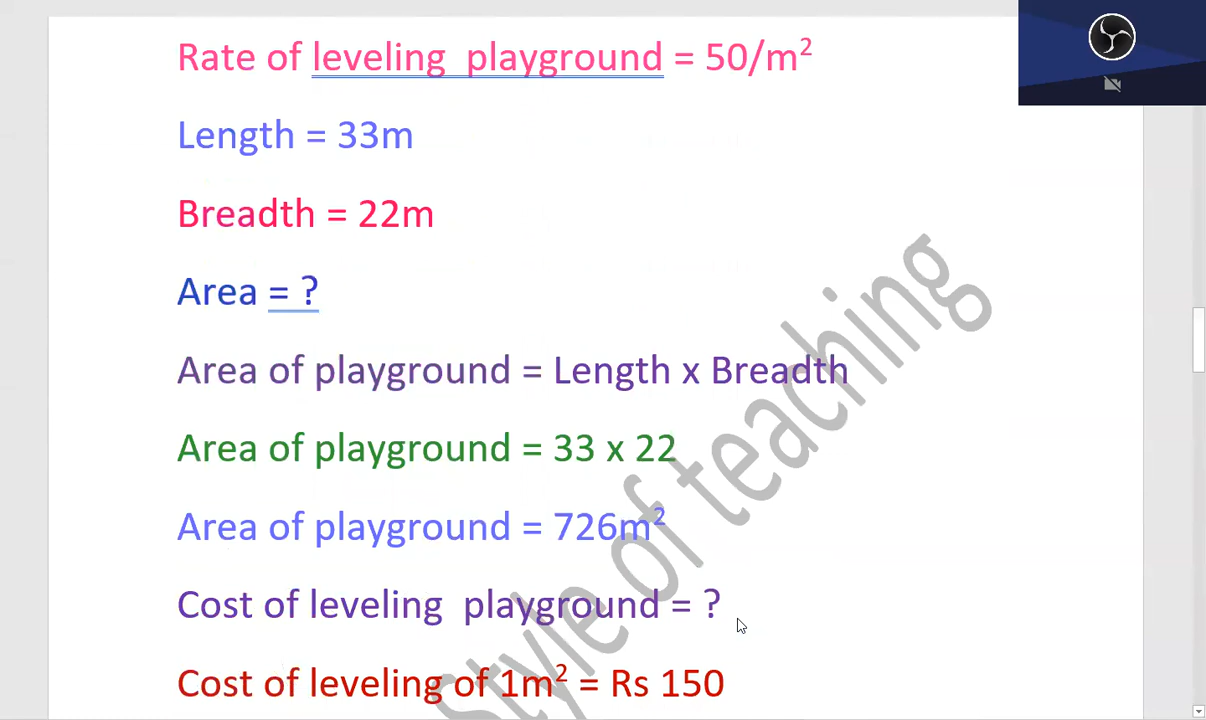 Rate of leveling playground = 50/m²
Length = 33m
Breadth = 22m
Area = ?
Area of playground = Length x Breadth
Area of playground = 33 x 22
Area of playground = 726m²
Cost of leveling playground = ?
Cost of leveling of 1m² = Rs 150
Style of teaching